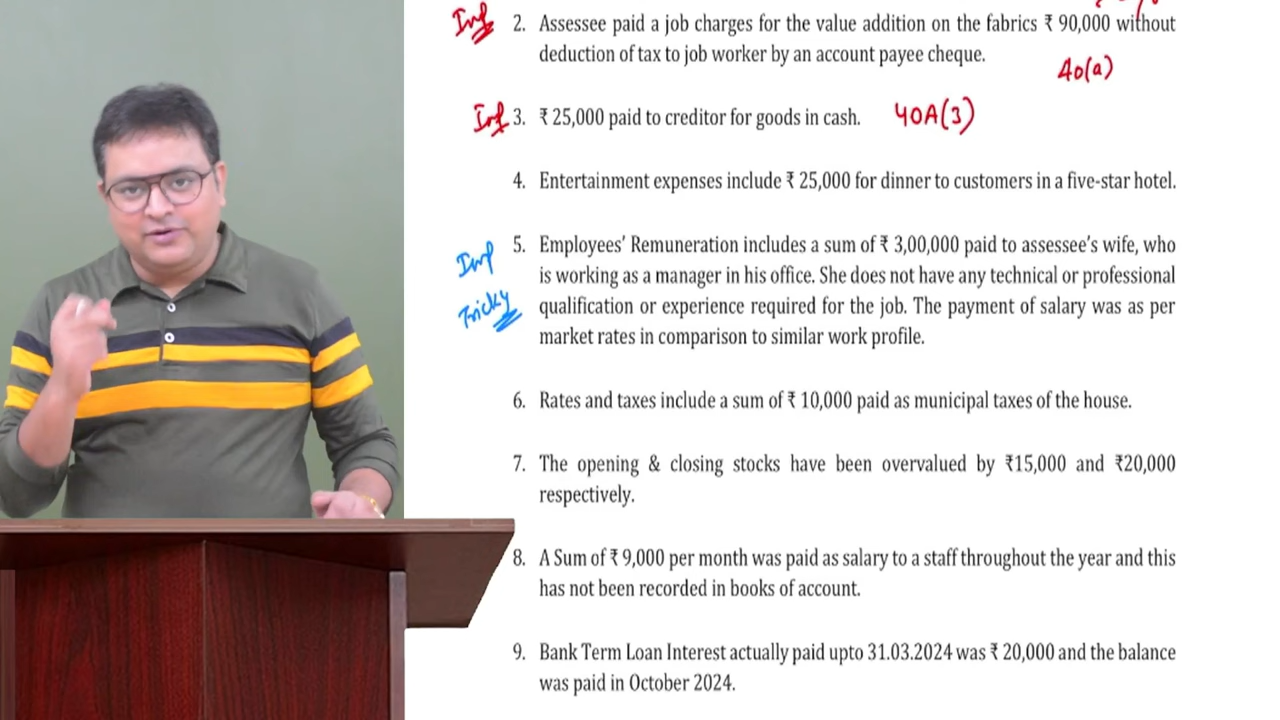 Imp 2. Assessee paid a job charges for the value addition on the fabrics ₹ 90,000 without
deduction of tax to job worker by an account payee cheque.
40(a)
Imp 3. ₹ 25,000 paid to creditor for goods in cash. 40A(3)
4. Entertainment expenses include ₹ 25,000 for dinner to customers in a five-star hotel.
5. Employees’ Remuneration includes a sum of ₹ 3,00,000 paid to assessee’s wife, who
Imp is working as a manager in his office. She does not have any technical or professional
Tricky qualification or experience required for the job. The payment of salary was as per
market rates in comparison to similar work profile.
6. Rates and taxes include a sum of ₹ 10,000 paid as municipal taxes of the house.
7. The opening & closing stocks have been overvalued by ₹15,000 and ₹20,000
respectively.
8. A Sum of ₹ 9,000 per month was paid as salary to a staff throughout the year and this
has not been recorded in books of account.
9. Bank Term Loan Interest actually paid upto 31.03.2024 was ₹ 20,000 and the balance
was paid in October 2024.